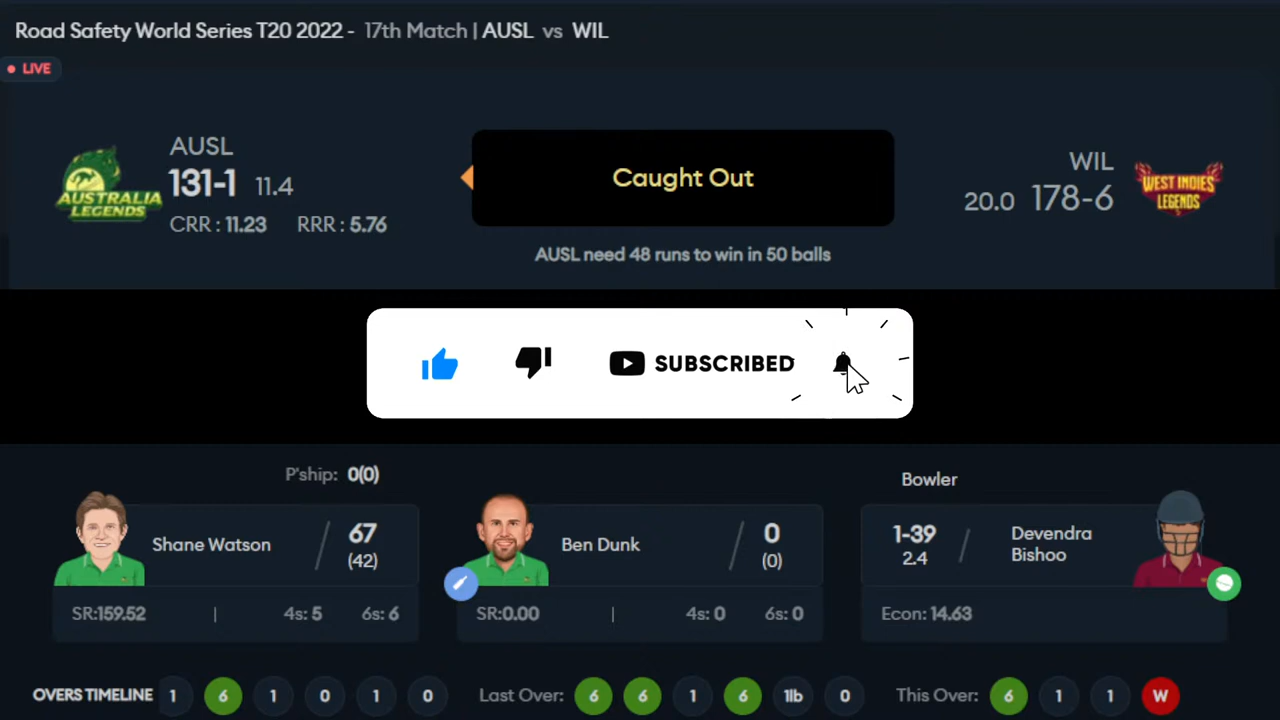 Road Safety World Series T20 2022 - 17th Match | AUSL vs WIL
LIVE
AUSTRALIA
LEGENDS
AUSL
131-1 11.4
CRR : 11.23 RRR : 5.76
Caught Out
AUSL need 48 runs to win in 50 balls
WIL
20.0 178-6
WEST INDIES
LEGENDS
SUBSCRIBED
P'ship: 0(0)
Shane Watson
67
(42)
SR:159.52 | 4s: 5 6s: 6
Ben Dunk
0
(0)
SR:0.00 | 4s: 0 6s: 0
Bowler
1-39
2.4
Devendra
Bishoo
Econ: 14.63
OVERS TIMELINE 1 6 1 0 1 0 Last Over: 6 6 1 6 1lb 0 This Over: 6 1 1 W